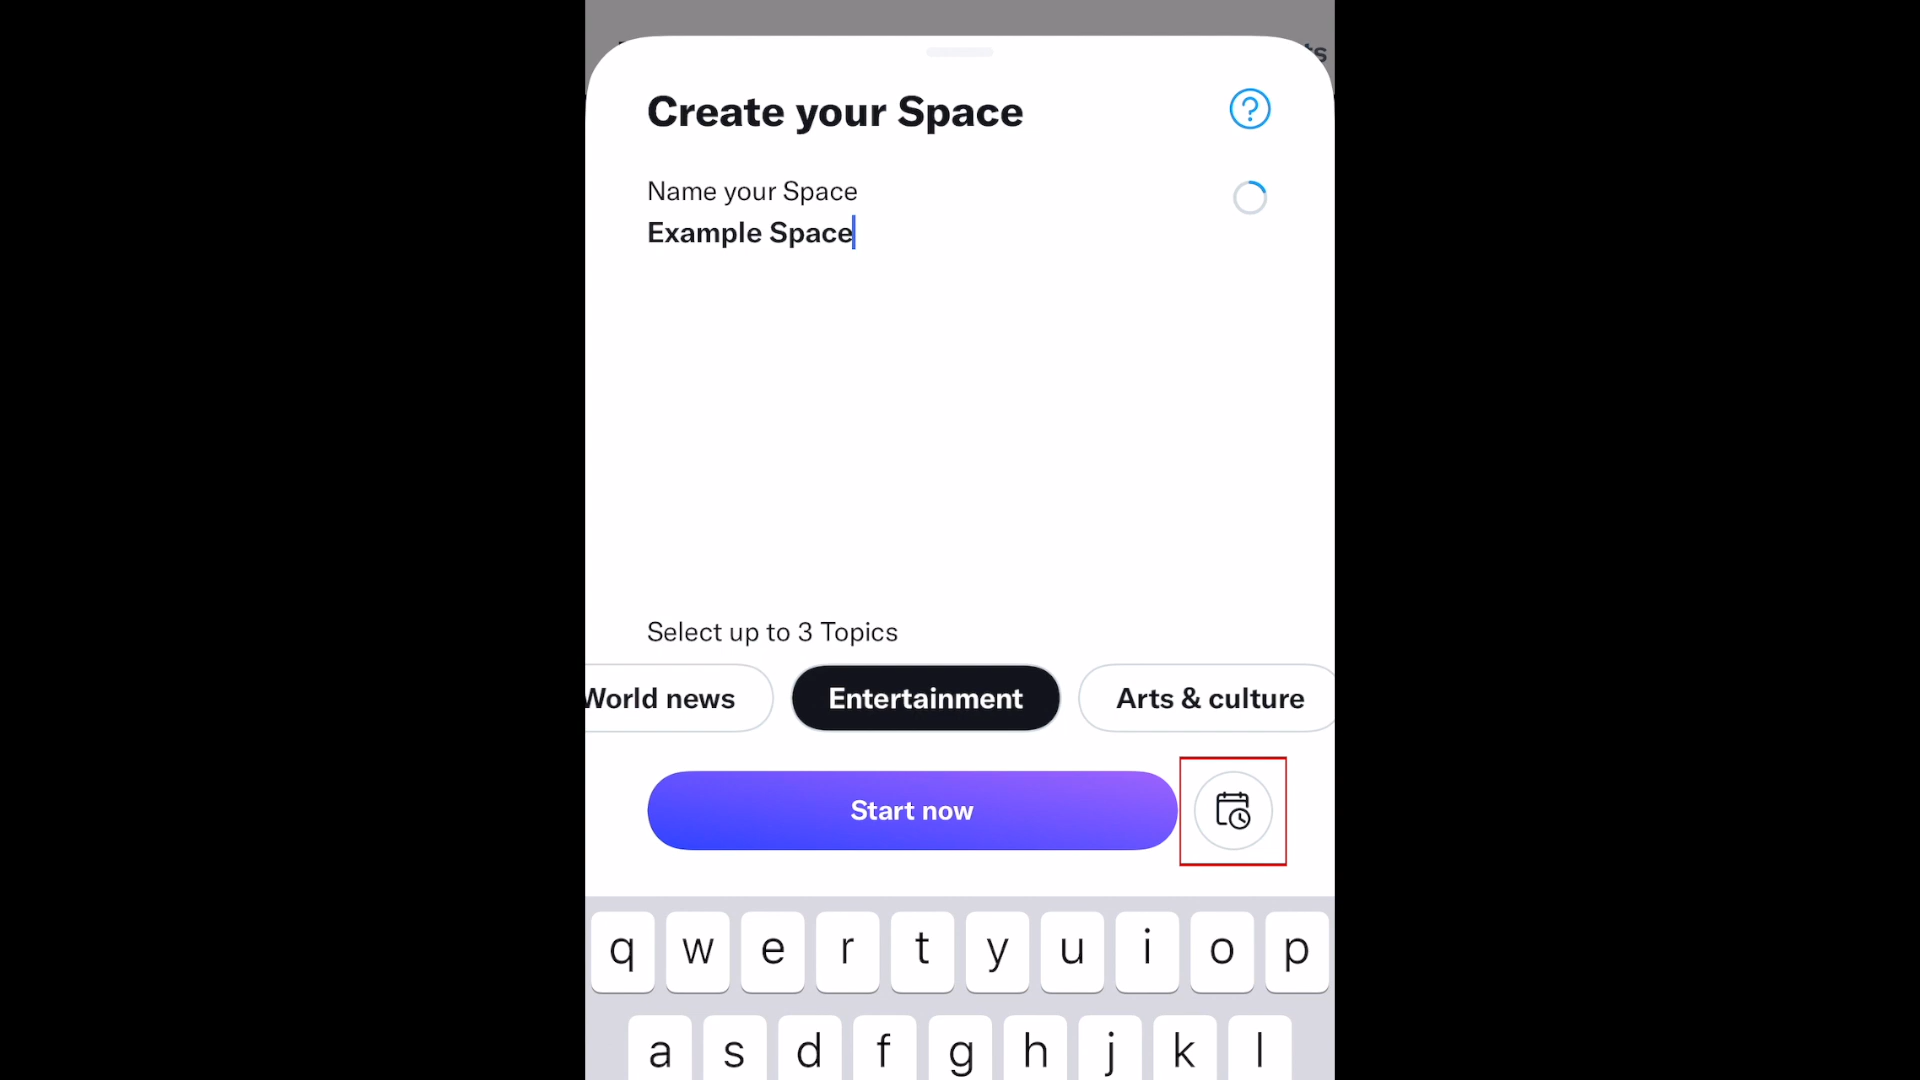 Create your Space
?
Name your Space
Example Space
Select up to 3 Topics
World news Entertainment Arts & culture
Start now
q w e r t y u i o p
a s d f g h j k l